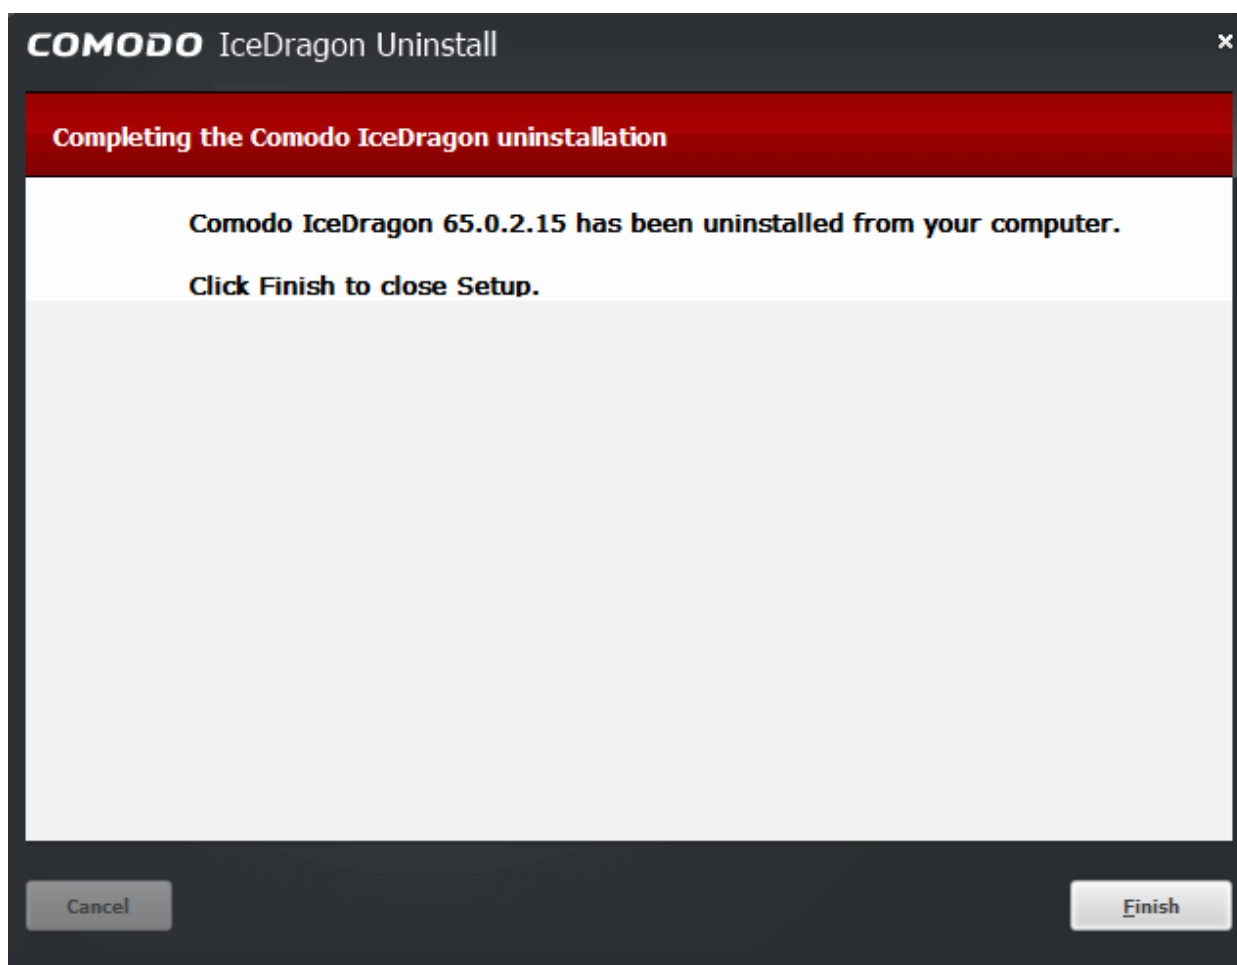 COMODO IceDragon Uninstall
Completing the Comodo IceDragon uninstallation
Comodo IceDragon 65.0.2.15 has been uninstalled from your computer.
Click Finish to close Setup.
Cancel
Finish